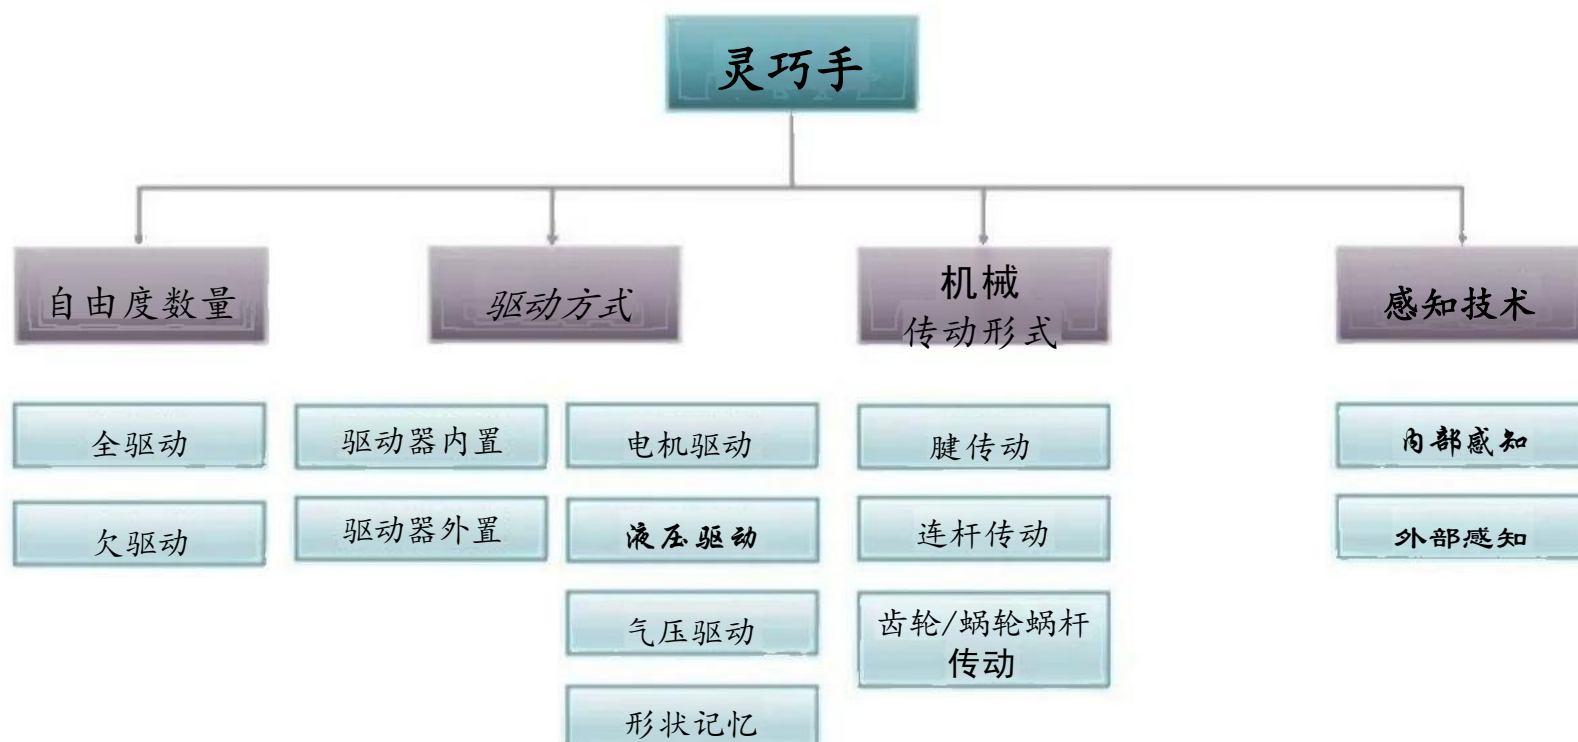 灵巧手
自由度数量
驱动方式
机械
传动形式
感知技术
全驱动
欠驱动
驱动器内置
驱动器外置
电机驱动
液压驱动
气压驱动
形状记忆
腱传动
连杆传动
齿轮/蜗轮蜗杆
传动
内部感知
外部感知